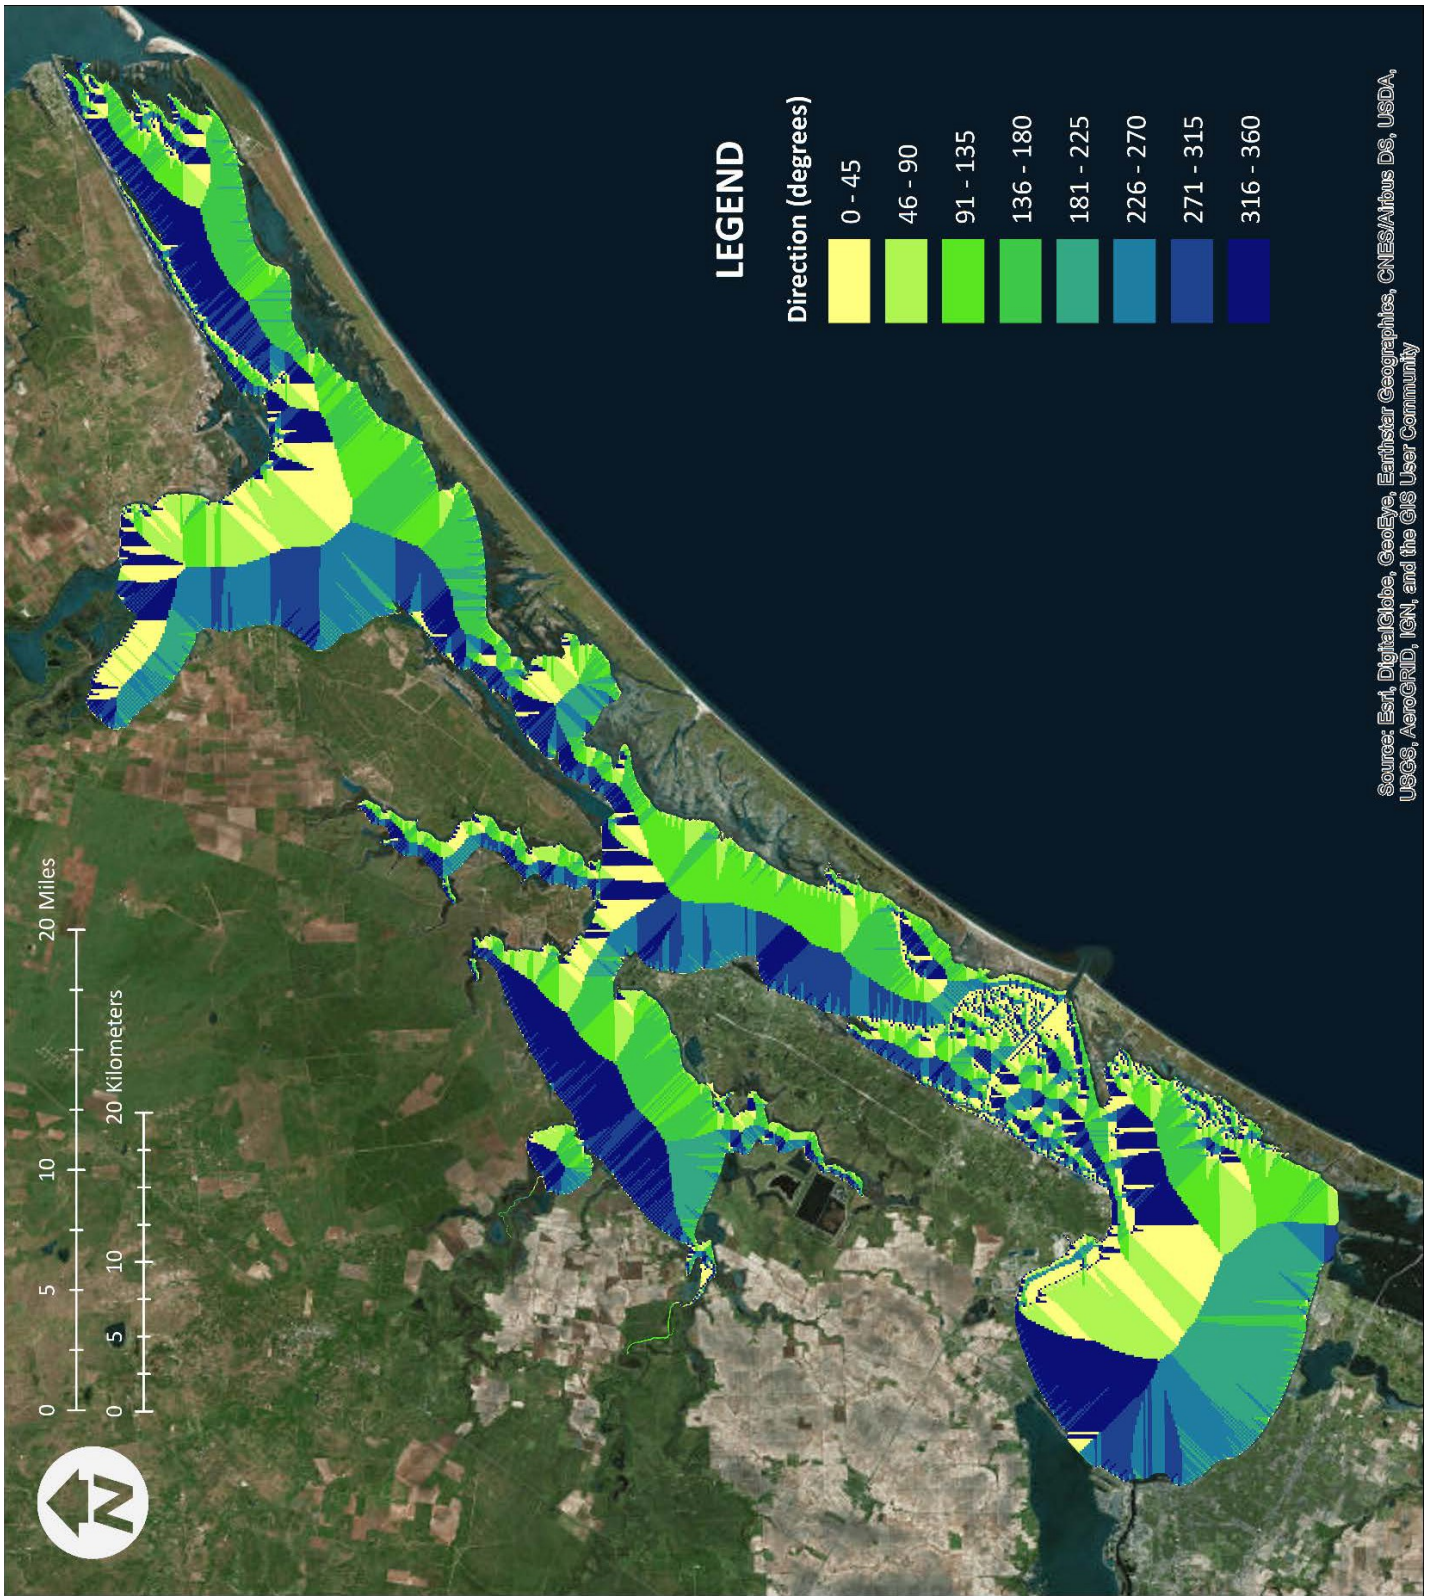 LEGEND
Direction (degrees)
0 - 45
46 - 90
91 - 135
136 - 180
181 - 225
226 - 270
271 - 315
316 - 360
0 5 10 20 Miles
0 5 10 20 Kilometers
N
Source: Esri, DigitalGlobe, GeoEye, Earthstar Geographics, CNES/Airbus DS, USDA,
USGS, AeroGRID, IGN, and the GIS User Community